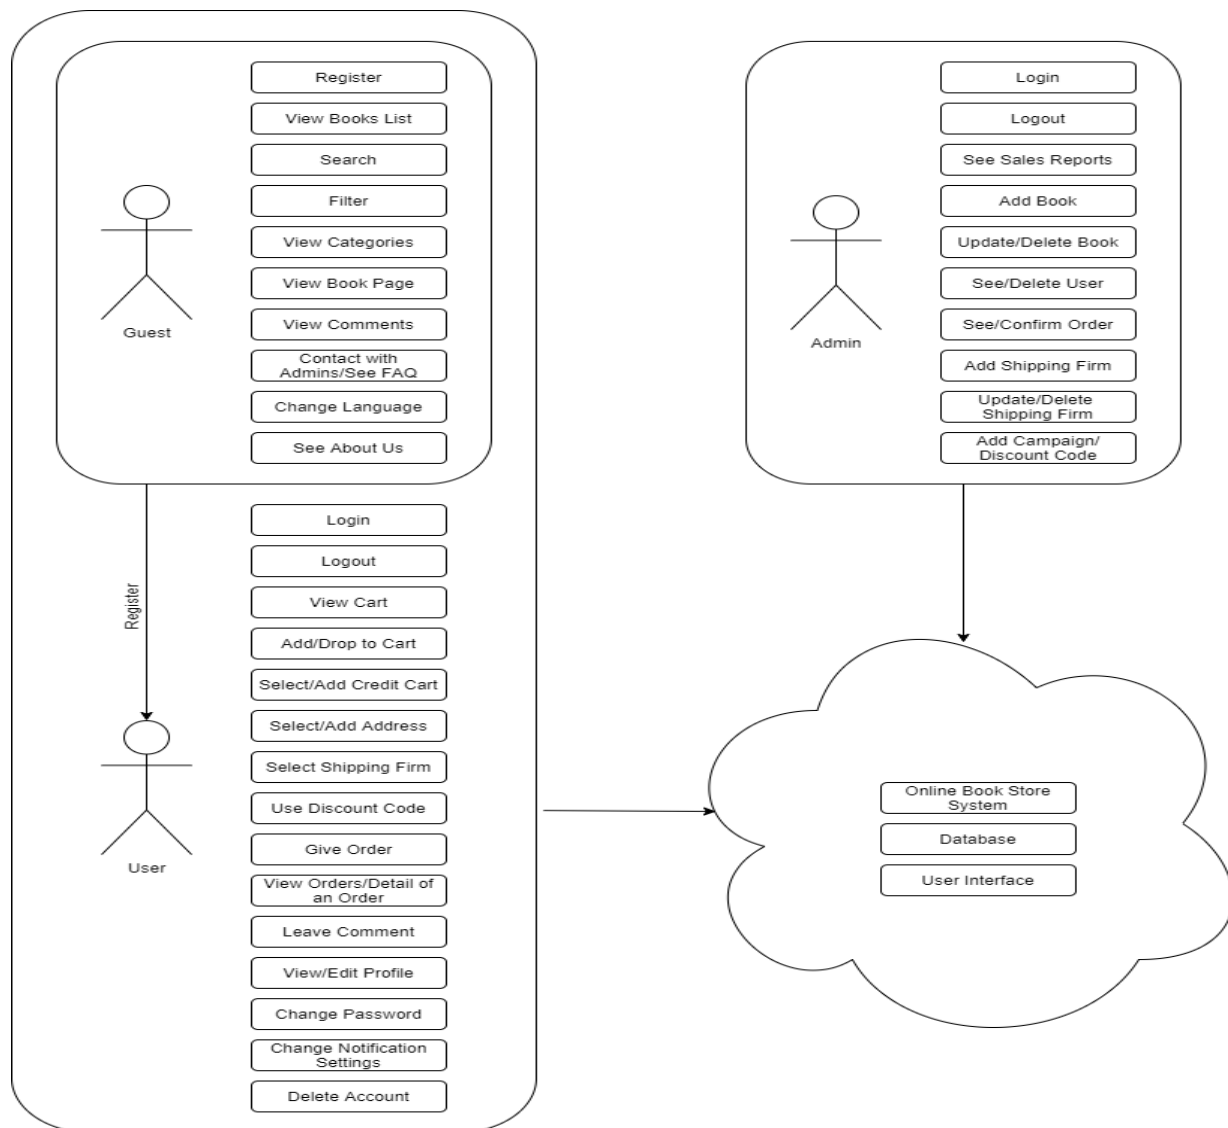 Register
View Books List
Search
Filter
View Categories
View Book Page
View Comments
Contact with
Admins/See FAQ
Change Language
See About Us
Guest
Register
Login
Logout
View Cart
Add/Drop to Cart
Select/Add Credit Cart
Select/Add Address
Select Shipping Firm
Use Discount Code
Give Order
View Orders/Detail of
an Order
Leave Comment
View/Edit Profile
Change Password
Change Notification
Settings
Delete Account
User
Login
Logout
See Sales Reports
Add Book
Update/Delete Book
See/Delete User
See/Confirm Order
Add Shipping Firm
Update/Delete
Shipping Firm
Add Campaign/
Discount Code
Admin
Online Book Store
System
Database
User Interface